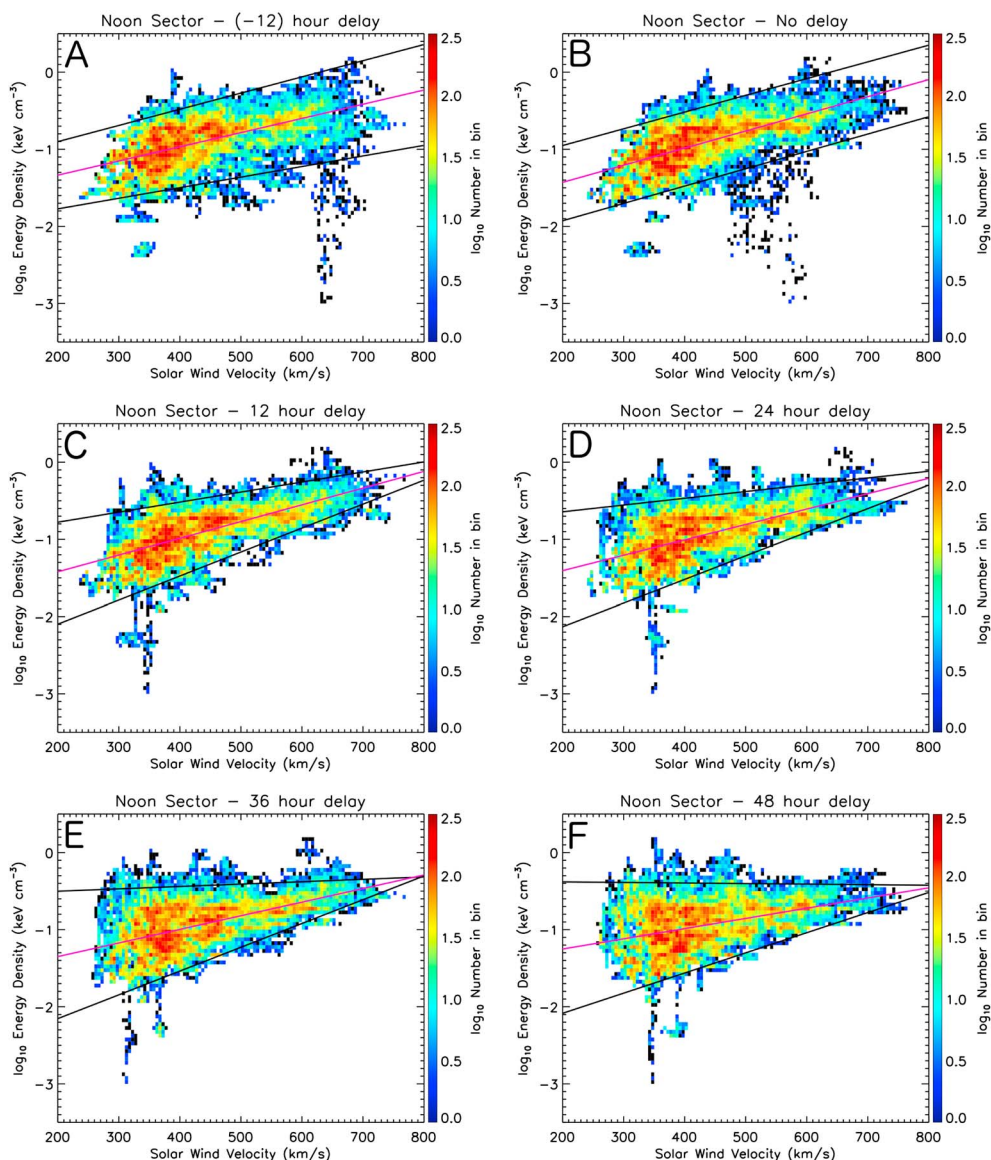 Noon Sector - (-12) hour delay
A
log10 Energy Density (keV cm-3)
0
-1
-2
-3
200 300 400 500 600 700 800
Solar Wind Velocity (km/s)
2.5
2.0
1.5
1.0
0.5
0.0
log10 Number in bin
Noon Sector - No delay
B
log10 Energy Density (keV cm-3)
0
-1
-2
-3
200 300 400 500 600 700 800
Solar Wind Velocity (km/s)
2.5
2.0
1.5
1.0
0.5
0.0
log10 Number in bin
Noon Sector - 12 hour delay
C
log10 Energy Density (keV cm-3)
0
-1
-2
-3
200 300 400 500 600 700 800
Solar Wind Velocity (km/s)
2.5
2.0
1.5
1.0
0.5
0.0
log10 Number in bin
Noon Sector - 24 hour delay
D
log10 Energy Density (keV cm-3)
0
-1
-2
-3
200 300 400 500 600 700 800
Solar Wind Velocity (km/s)
2.5
2.0
1.5
1.0
0.5
0.0
log10 Number in bin
Noon Sector - 36 hour delay
E
log10 Energy Density (keV cm-3)
0
-1
-2
-3
200 300 400 500 600 700 800
Solar Wind Velocity (km/s)
2.5
2.0
1.5
1.0
0.5
0.0
log10 Number in bin
Noon Sector - 48 hour delay
F
log10 Energy Density (keV cm-3)
0
-1
-2
-3
200 300 400 500 600 700 800
Solar Wind Velocity (km/s)
2.5
2.0
1.5
1.0
0.5
0.0
log10 Number in bin